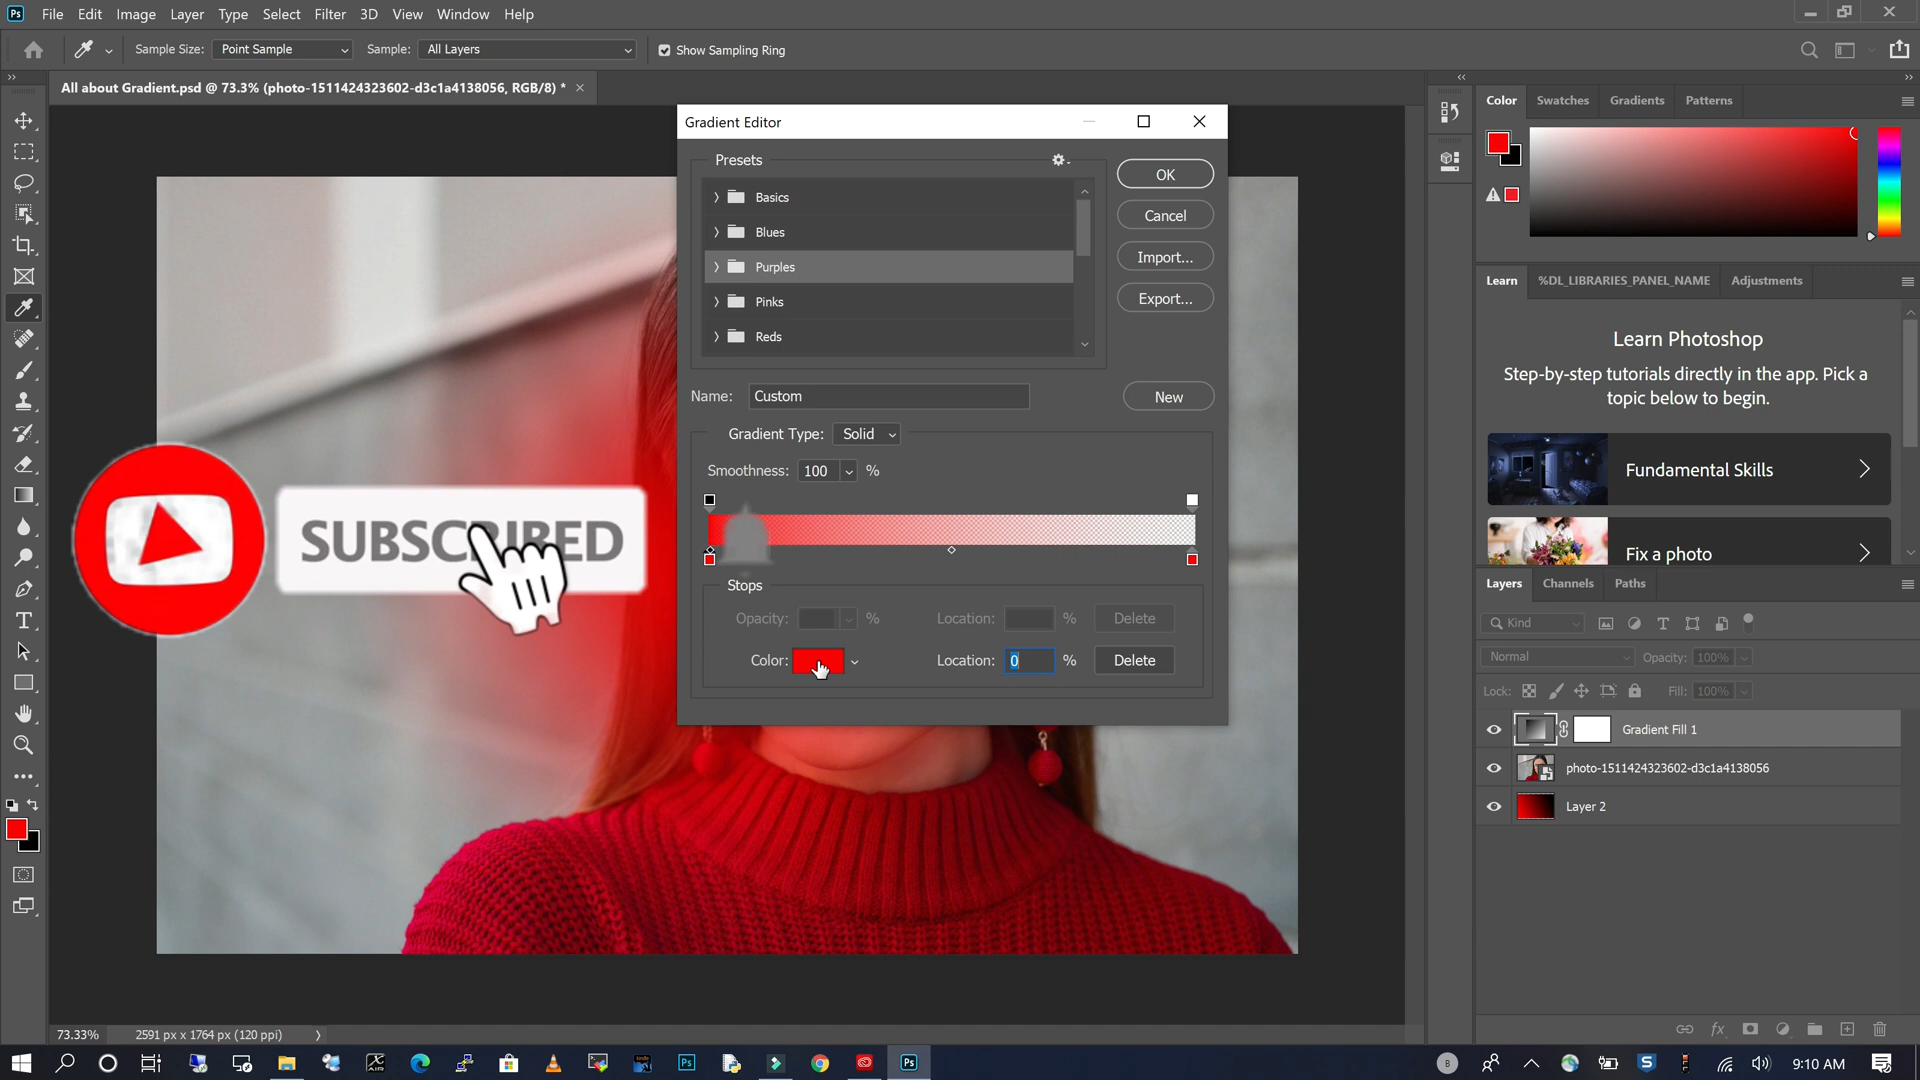 Ps File Edit Image Layer Type Select Filter 3D View Window Help
Sample Size: Point Sample Sample: All Layers Show Sampling Ring
All about Gradient.psd @ 73.3% (photo-1511424323602-d3c1a4138056, RGB/8) * ×
Gradient Editor
Presets
Basics
Blues
Purples
Pinks
Reds
OK
Cancel
Import...
Export...
Name: Custom New
Gradient Type: Solid
Smoothness: 100 %
Stops
Opacity: % Location: % Delete
Color: Location: 0 % Delete
SUBSCRIBED
Color Swatches Gradients Patterns
Learn %DL_LIBRARIES_PANEL_NAME Adjustments
Learn Photoshop
Step-by-step tutorials directly in the app. Pick a
topic below to begin.
Fundamental Skills
Fix a photo
Layers Channels Paths
Kind
Normal Opacity: 100%
Lock: Fill: 100%
Gradient Fill 1
photo-1511424323602-d3c1a4138056
Layer 2
fx
73.33% 2591 px x 1764 px (120 ppi)
Ps Ps B S 9:10 AM